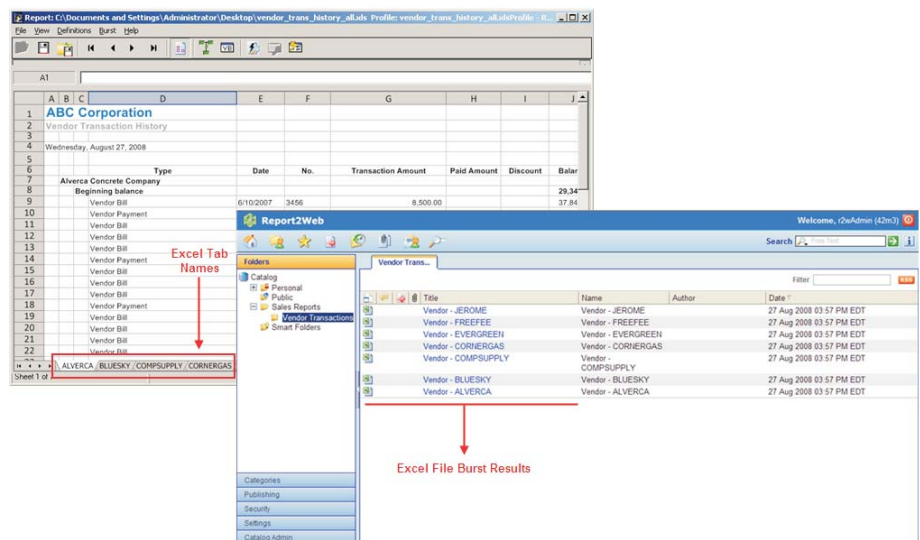 Report: C:\Documents and Settings\Administrator\Desktop\vendor_trans_history_all.xls Profile: vendor_trans_history_all.xdsProfile - R...
File View Definitions Burst Help
A1
A B C D E F G H I J
1 ABC Corporation
2 Vendor Transaction History
3
4 Wednesday, August 27, 2008
5
6 Type Date No. Transaction Amount Paid Amount Discount Balar
7 Alverca Concrete Company
8 Beginning balance 29,34
9 Vendor Bill 6/10/2007 3456 8,500.00 37,84
10 Vendor Payment
11 Vendor Bill
12 Vendor Bill
13 Vendor Bill
14 Vendor Payment
15 Vendor Bill
16 Vendor Bill
17 Vendor Bill
18 Vendor Payment
19 Vendor Bill
20 Vendor Bill
21 Vendor Bill
22 Vendor Bill
ALVERCA BLUESKY COMPSUPPLY CORNERGAS
Sheet 1 of
Excel Tab
Names
Report2Web Welcome, r2wAdmin (42m3)
Search Free Text
Folders
Catalog
Personal
Public
Sales Reports
Vendor Transactions
Smart Folders
Vendor Trans...
Filter
Title Name Author Date
Vendor - JEROME Vendor - JEROME 27 Aug 2008 03:57 PM EDT
Vendor - FREEFEE Vendor - FREEFEE 27 Aug 2008 03:57 PM EDT
Vendor - EVERGREEN Vendor - EVERGREEN 27 Aug 2008 03:57 PM EDT
Vendor - CORNERGAS Vendor - CORNERGAS 27 Aug 2008 03:57 PM EDT
Vendor - COMPSUPPLY Vendor - 27 Aug 2008 03:57 PM EDT
COMPSUPPLY
Vendor - BLUESKY Vendor - BLUESKY 27 Aug 2008 03:57 PM EDT
Vendor - ALVERCA Vendor - ALVERCA 27 Aug 2008 03:57 PM EDT
Excel File Burst Results
Categories
Publishing
Security
Settings
Catalog Admin